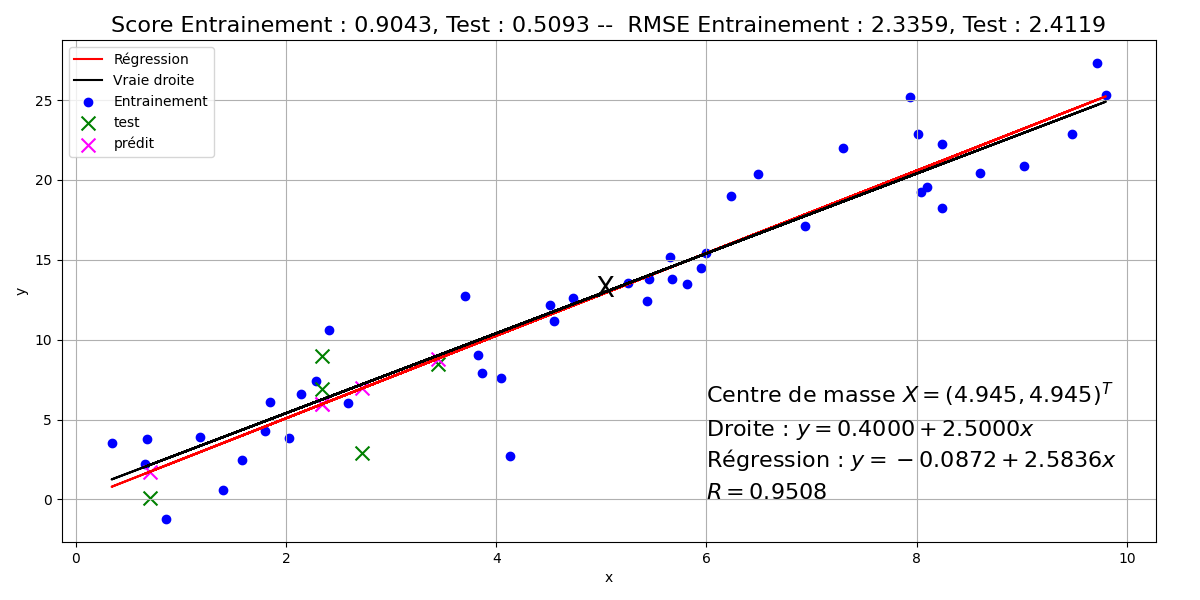 Score Entrainement : 0.9043, Test : 0.5093 --  RMSE Entrainement : 2.3359, Test : 2.4119
Régression
Vraie droite
Entrainement
test
prédit
25
20
15
10
5
0
y
X
Centre de masse X = (4.945, 4.945)^T
Droite : y = 0.4000 + 2.5000x
Régression : y = −0.0872 + 2.5836x
R = 0.9508
0 2 4 6 8 10
x